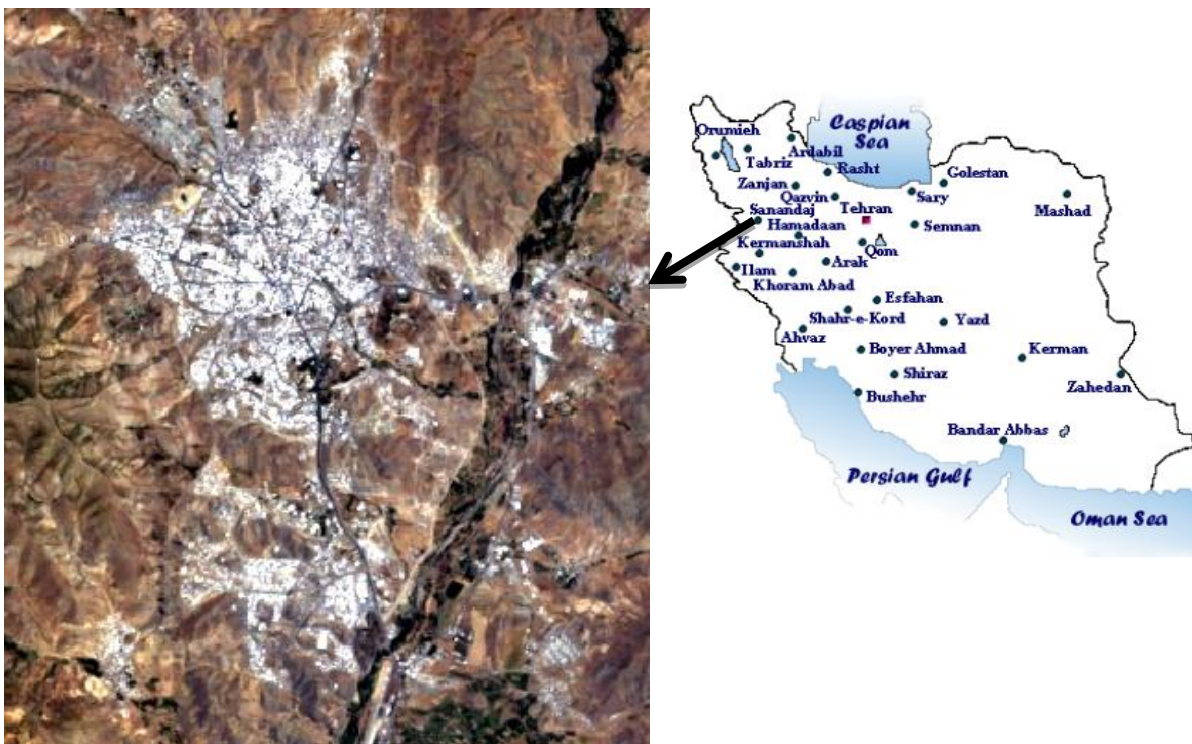 Caspian
Sea
Orumieh
Tabriz
Ardabil
Rasht
Golestan
Zanjan
Qazvin
Sary
Mashad
Sanandaj
Tehran
Hamadaan
Semnan
Kermanshah
Qom
Ilam
Arak
Khoram Abad
Esfahan
Shahr-e-Kord
Yazd
Ahvaz
Boyer Ahmad
Kerman
Shiraz
Zahedan
Bushehr
Bandar Abbas
Persian Gulf
Oman Sea